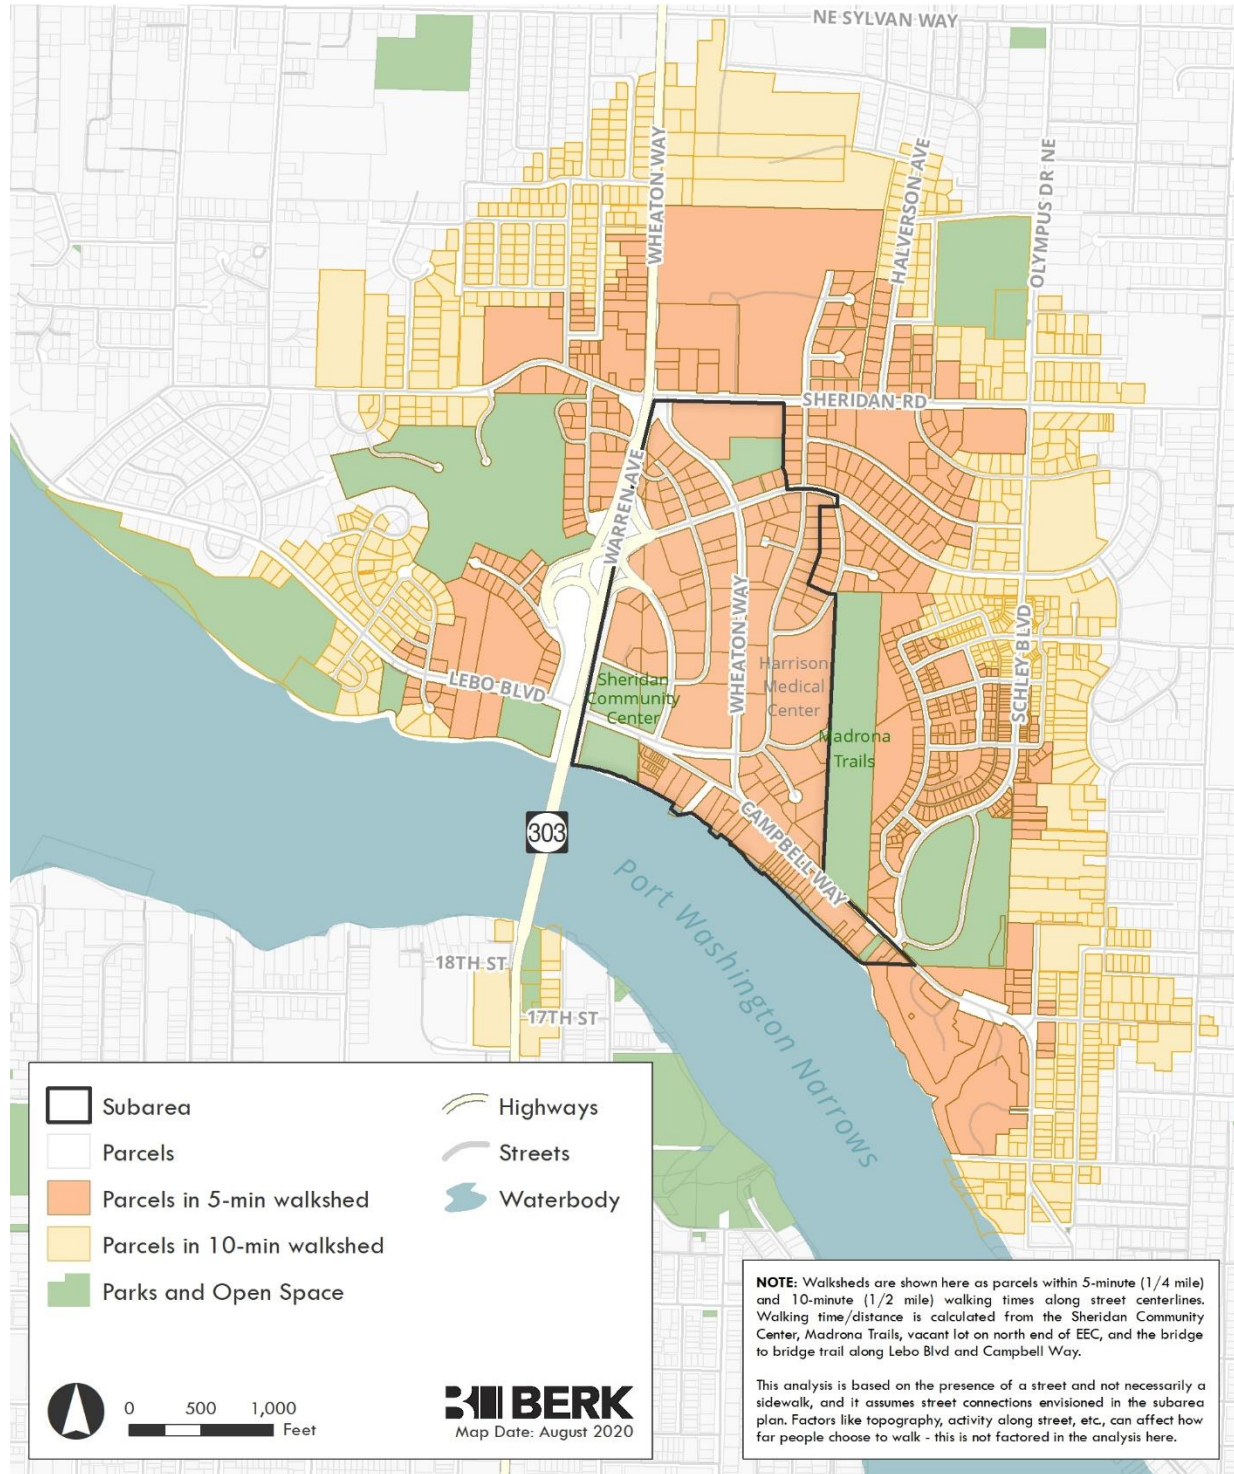 NE SYLVAN WAY
WHEATON WAY
HALVERSON AVE
OLYMPUS DR NE
SHERIDAN RD
WARREN AVE
WHEATON WAY
SCHLEY BLVD
Harrison
Medical
Center
Sheridan
Community
Center
LEBO BLVD
Madrona
Trails
CAMPBELL WAY
303
Port Washington Narrows
18TH ST
17TH ST
Subarea
Parcels
Parcels in 5-min walkshed
Parcels in 10-min walkshed
Parks and Open Space
Highways
Streets
Waterbody
0 500 1,000
Feet
BERK
Map Date: August 2020
NOTE: Walksheds are shown here as parcels within 5-minute (1/4 mile)
and 10-minute (1/2 mile) walking times along street centerlines.
Walking time/distance is calculated from the Sheridan Community
Center, Madrona Trails, vacant lot on north end of EEC, and the bridge
to bridge trail along Lebo Blvd and Campbell Way.
This analysis is based on the presence of a street and not necessarily a
sidewalk, and it assumes street connections envisioned in the subarea
plan. Factors like topography, activity along street, etc., can affect how
far people choose to walk - this is not factored in the analysis here.